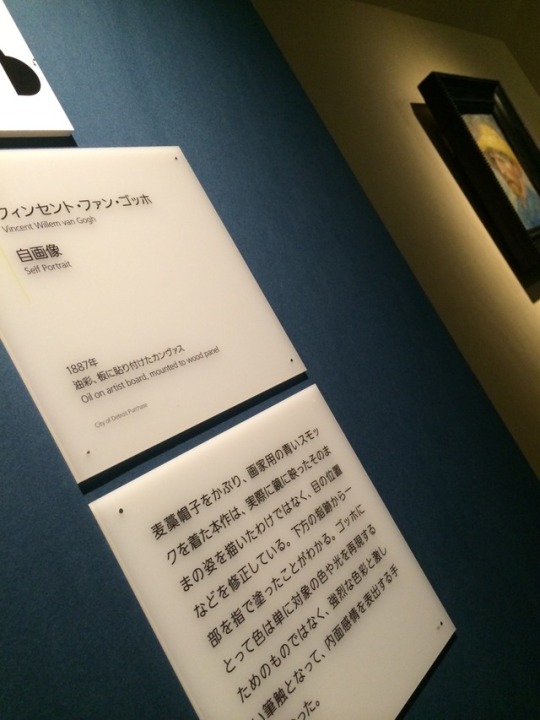 フィンセント・ファン・ゴッホ
Vincent Willem van Gogh
自画像
Self Portrait
1887年
油彩、板に貼り付けたカンヴァス
Oil on artist board, mounted to wood panel
City of Detroit Purchase
麦藁帽子をかぶり、画家用の青いスモッ
クを着た本作は、実際に鏡に映ったそのま
まの姿を描いたわけではなく、目の位置
などを修正している。下方の指跡から一
部を指で塗ったことがわかる。ゴッホに
とって色は単に対象の色や光を再現する
ためのものではなく、強烈な色彩と激し
い筆触となって、内面感情を表出する手
った。